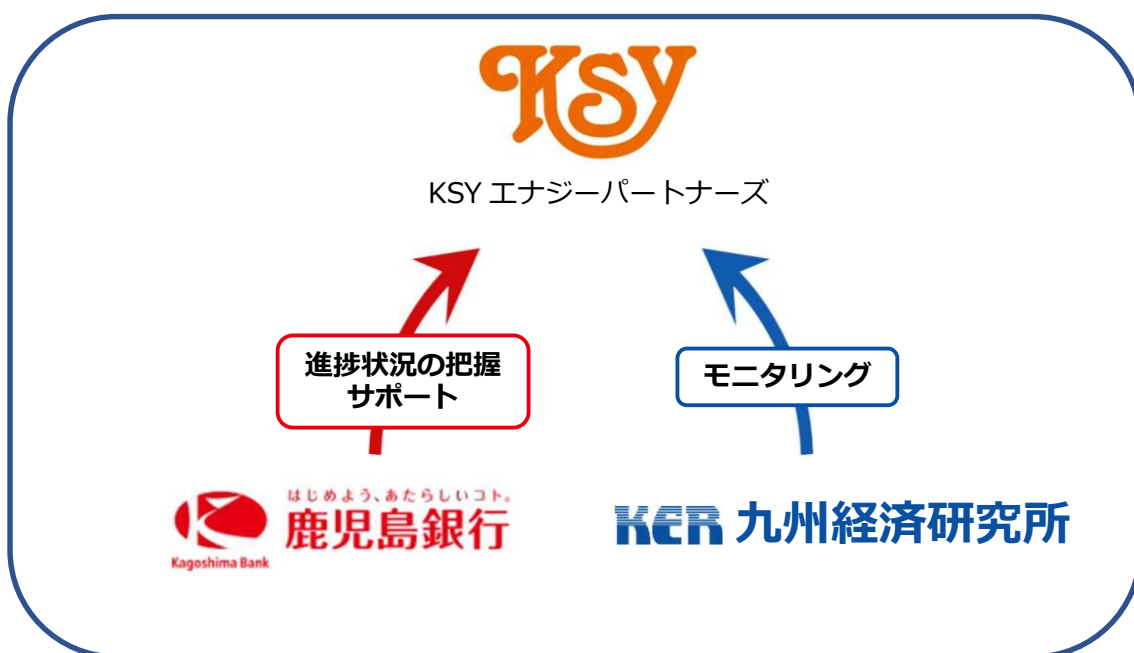 KSY
KSY エナジーパートナーズ
進捗状況の把握
サポート
モニタリング
はじめよう、あたらしいコト。
鹿児島銀行
Kagoshima Bank
KER 九州経済研究所